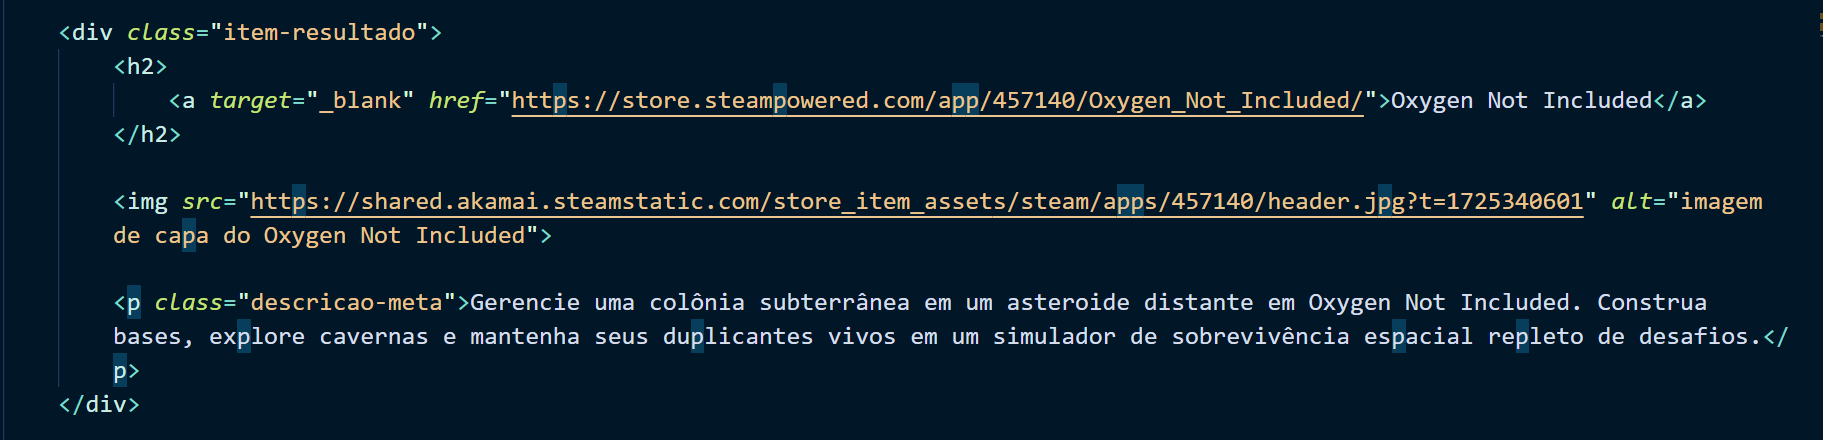 <div class="item-resultado">
<h2>
<a target="_blank" href="https://store.steampowered.com/app/457140/Oxygen_Not_Included/">Oxygen Not Included</a>
</h2>
<img src="https://shared.akamai.steamstatic.com/store_item_assets/steam/apps/457140/header.jpg?t=1725340601" alt="imagem
de capa do Oxygen Not Included">
<p class="descricao-meta">Gerencie uma colônia subterrânea em um asteroide distante em Oxygen Not Included. Construa
bases, explore cavernas e mantenha seus duplicantes vivos em um simulador de sobrevivência espacial repleto de desafios.</
p>
</div>